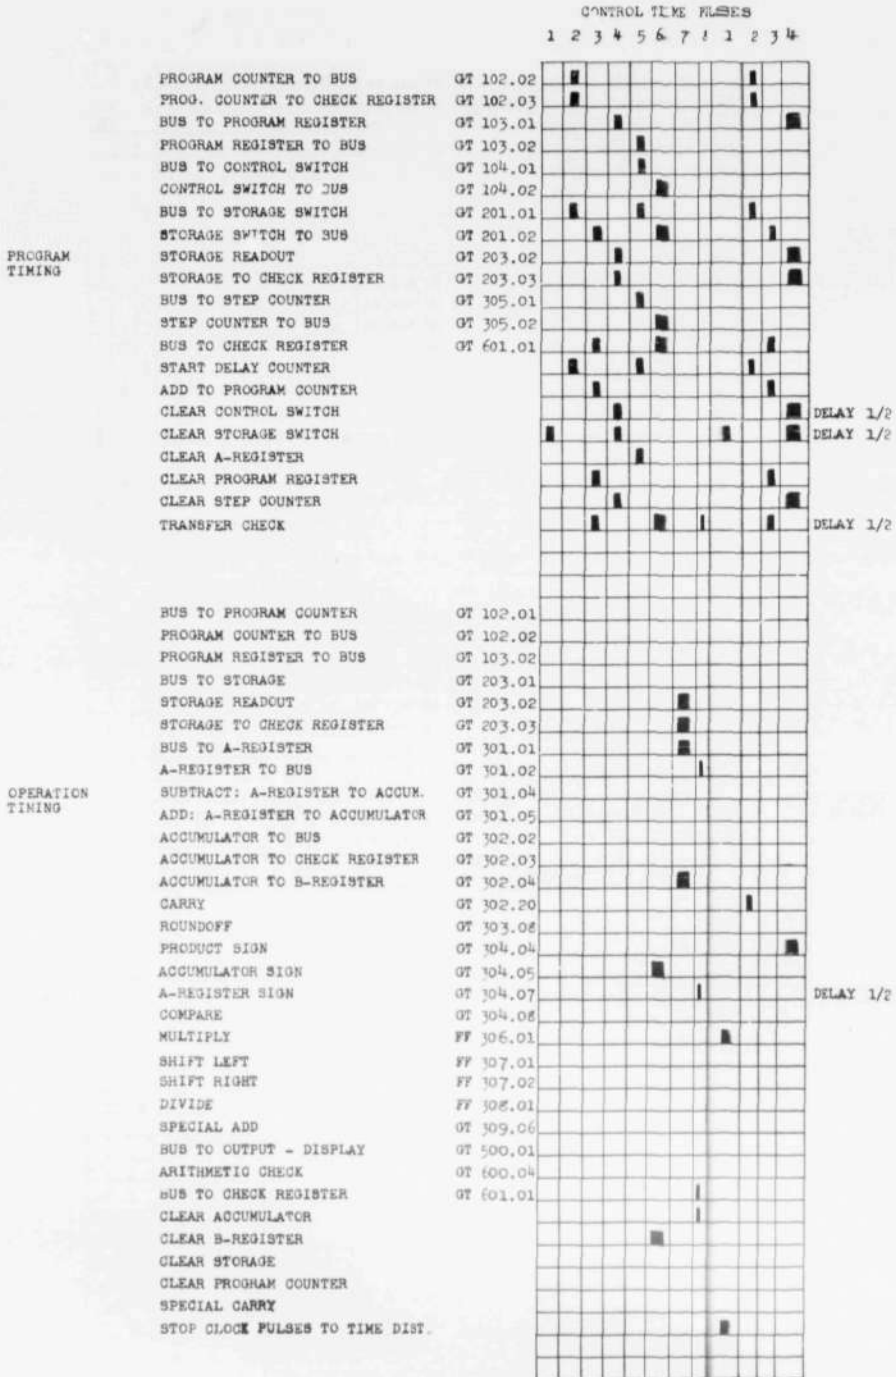 CONTROL TIME PULSES
1 2 3 4 5 6 7 8 1 2 3 4
PROGRAM COUNTER TO BUS GT 102.02
PROG. COUNTER TO CHECK REGISTER GT 102.03
BUS TO PROGRAM REGISTER GT 103.01
PROGRAM REGISTER TO BUS GT 103.02
BUS TO CONTROL SWITCH GT 104.01
CONTROL SWITCH TO BUS GT 104.02
BUS TO STORAGE SWITCH GT 201.01
STORAGE SWITCH TO BUS GT 201.02
PROGRAM TIMING
STORAGE READOUT GT 203.02
STORAGE TO CHECK REGISTER GT 203.03
BUS TO STEP COUNTER GT 305.01
STEP COUNTER TO BUS GT 305.02
BUS TO CHECK REGISTER GT 601.01
START DELAY COUNTER
ADD TO PROGRAM COUNTER
CLEAR CONTROL SWITCH DELAY 1/2
CLEAR STORAGE SWITCH DELAY 1/2
CLEAR A-REGISTER
CLEAR PROGRAM REGISTER
CLEAR STEP COUNTER
TRANSFER CHECK DELAY 1/2
BUS TO PROGRAM COUNTER GT 102.01
PROGRAM COUNTER TO BUS GT 102.02
PROGRAM REGISTER TO BUS GT 103.02
BUS TO STORAGE GT 203.01
STORAGE READOUT GT 203.02
STORAGE TO CHECK REGISTER GT 203.03
BUS TO A-REGISTER GT 301.01
A-REGISTER TO BUS GT 301.02
OPERATION TIMING
SUBTRACT: A-REGISTER TO ACCUM. GT 301.04
ADD: A-REGISTER TO ACCUMULATOR GT 301.05
ACCUMULATOR TO BUS GT 302.02
ACCUMULATOR TO CHECK REGISTER GT 302.03
ACCUMULATOR TO B-REGISTER GT 302.04
CARRY GT 302.20
ROUNDOFF GT 303.08
PRODUCT SIGN GT 304.04
ACCUMULATOR SIGN GT 304.05
A-REGISTER SIGN GT 304.07 DELAY 1/2
COMPARE GT 304.08
MULTIPLY FF 306.01
SHIFT LEFT FF 307.01
SHIFT RIGHT FF 307.02
DIVIDE FF 308.01
SPECIAL ADD GT 309.06
BUS TO OUTPUT - DISPLAY GT 500.01
ARITHMETIC CHECK GT 600.04
BUS TO CHECK REGISTER GT 601.01
CLEAR ACCUMULATOR
CLEAR B-REGISTER
CLEAR STORAGE
CLEAR PROGRAM COUNTER
SPECIAL CARRY
STOP CLOCK PULSES TO TIME DIST.